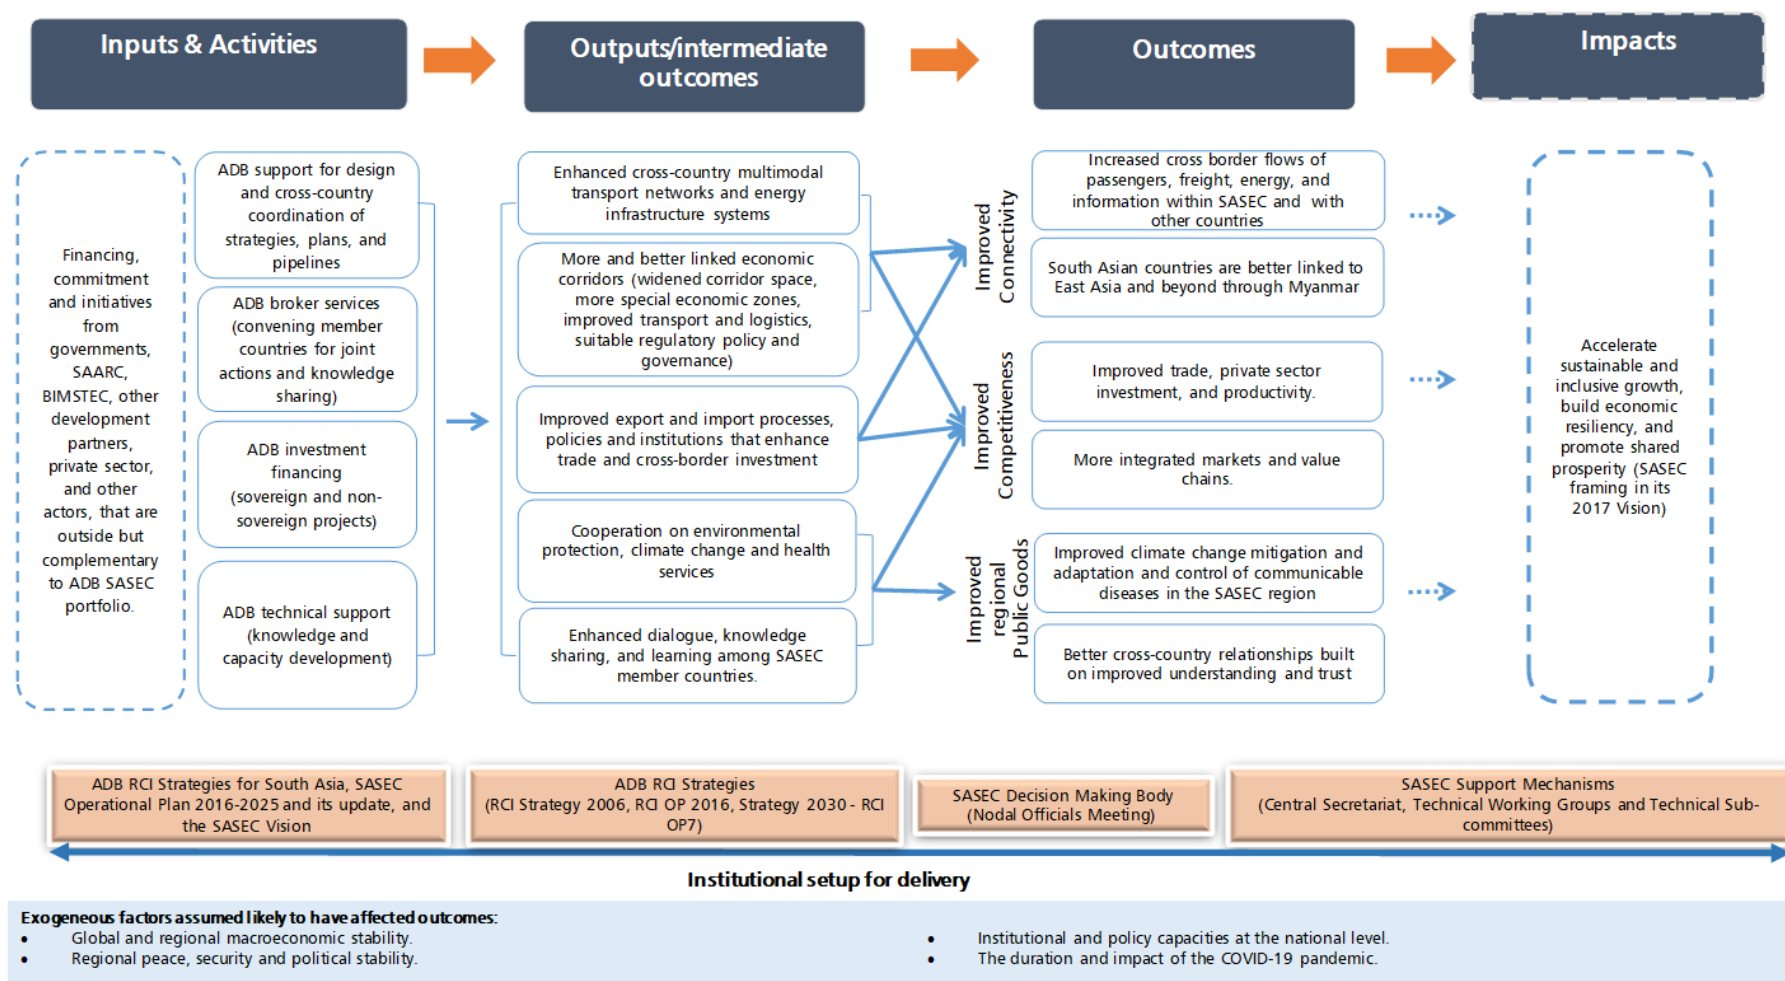 Inputs & Activities
Outputs/intermediate
outcomes
Outcomes
Impacts
Financing,
commitment
and initiatives
from
governments,
SAARC,
BIMSTEC, other
development
partners,
private sector,
and other
actors, that are
outside but
complementary
to ADB SASEC
portfolio.
ADB support for design
and cross-country
coordination of
strategies, plans, and
pipelines
ADB broker services
(convening member
countries for joint
actions and knowledge
sharing)
ADB investment
financing
(sovereign and non-
sovereign projects)
ADB technical support
(knowledge and
capacity development)
Enhanced cross-country multimodal
transport networks and energy
infrastructure systems
More and better linked economic
corridors (widened corridor space,
more special economic zones,
improved transport and logistics,
suitable regulatory policy and
governance)
Improved export and import processes,
policies and institutions that enhance
trade and cross-border investment
Cooperation on environmental
protection, climate change and health
services
Enhanced dialogue, knowledge
sharing, and learning among SASEC
member countries.
Improved
Connectivity
Improved
Competitiveness
Improved
regional
Public Goods
Increased cross border flows of
passengers, freight, energy, and
information within SASEC and with
other countries
South Asian countries are better linked to
East Asia and beyond through Myanmar
Improved trade, private sector
investment, and productivity.
More integrated markets and value
chains.
Improved climate change mitigation and
adaptation and control of communicable
diseases in the SASEC region
Better cross-country relationships built
on improved understanding and trust
Accelerate
sustainable and
inclusive growth,
build economic
resiliency, and
promote shared
prosperity (SASEC
framing in its
2017 Vision)
ADB RCI Strategies for South Asia, SASEC
Operational Plan 2016-2025 and its update, and
the SASEC Vision
ADB RCI Strategies
(RCI Strategy 2006, RCI OP 2016, Strategy 2030 - RCI
OP7)
SASEC Decision Making Body
(Nodal Officials Meeting)
SASEC Support Mechanisms
(Central Secretariat, Technical Working Groups and Technical Sub-
committees)
Institutional setup for delivery
Exogeneous factors assumed likely to have affected outcomes:
• Global and regional macroeconomic stability.
• Regional peace, security and political stability.
• Institutional and policy capacities at the national level.
• The duration and impact of the COVID-19 pandemic.